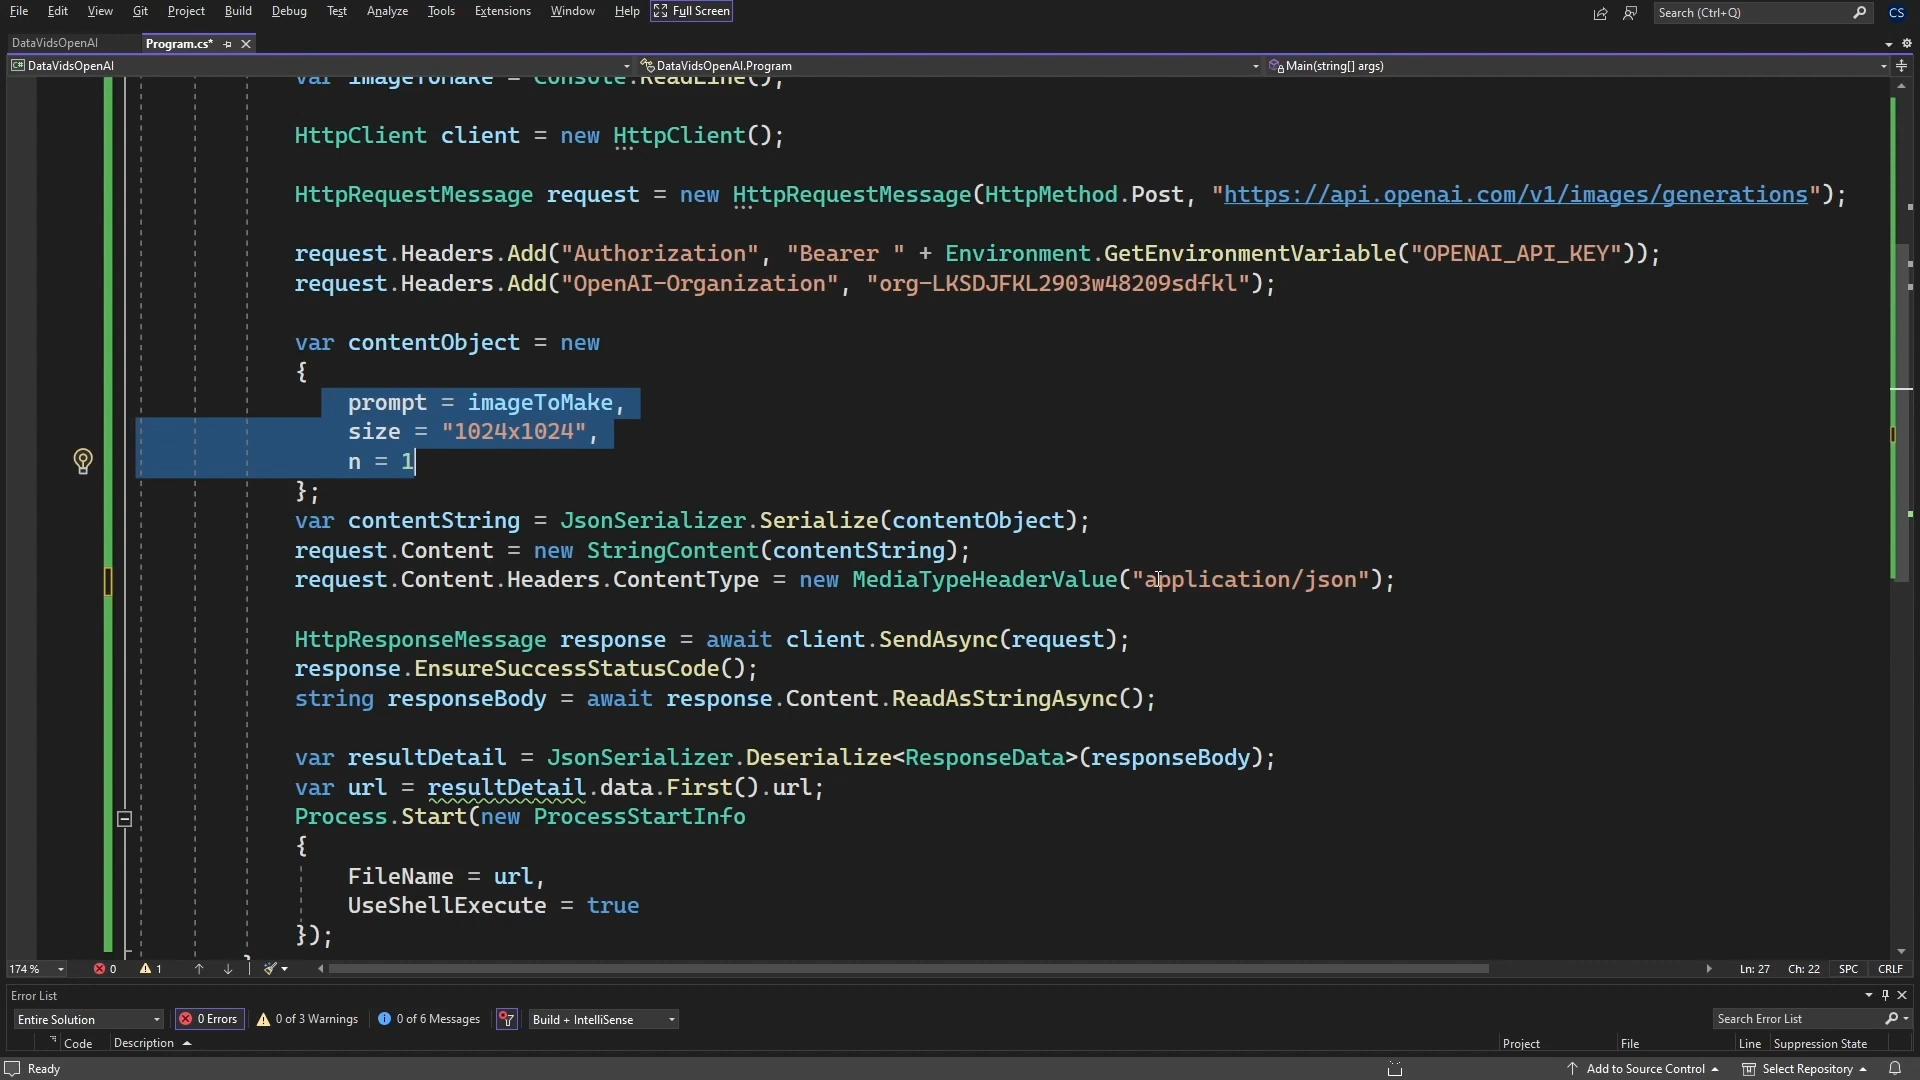 File Edit View Git Project Build Debug Test Analyze Tools Extensions Window Help Full Screen Search (Ctrl+Q) CS
DataVidsOpenAI Program.cs*
DataVidsOpenAI DataVidsOpenAI.Program Main(string[] args)
var imageToMake = Console.ReadLine();
HttpClient client = new HttpClient();
HttpRequestMessage request = new HttpRequestMessage(HttpMethod.Post, "https://api.openai.com/v1/images/generations");
request.Headers.Add("Authorization", "Bearer " + Environment.GetEnvironmentVariable("OPENAI_API_KEY"));
request.Headers.Add("OpenAI-Organization", "org-LKSDJFKL2903w48209sdfkl");
var contentObject = new
{
prompt = imageToMake,
size = "1024x1024",
n = 1
};
var contentString = JsonSerializer.Serialize(contentObject);
request.Content = new StringContent(contentString);
request.Content.Headers.ContentType = new MediaTypeHeaderValue("application/json");
HttpResponseMessage response = await client.SendAsync(request);
response.EnsureSuccessStatusCode();
string responseBody = await response.Content.ReadAsStringAsync();
var resultDetail = JsonSerializer.Deserialize<ResponseData>(responseBody);
var url = resultDetail.data.First().url;
Process.Start(new ProcessStartInfo
{
FileName = url,
UseShellExecute = true
});
174 % 0 1 Ln: 27 Ch: 22 SPC CRLF
Error List
Entire Solution 0 Errors 0 of 3 Warnings 0 of 6 Messages Build + IntelliSense Search Error List
Code Description Project File Line Suppression State
Ready Add to Source Control Select Repository